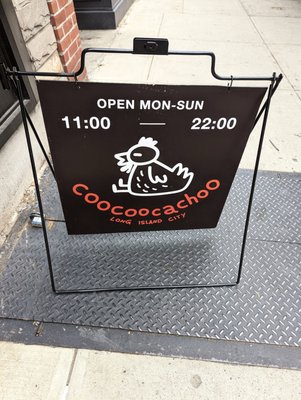 OPEN MON-SUN
11:00 — 22:00
coocoocachoo
LONG ISLAND CITY